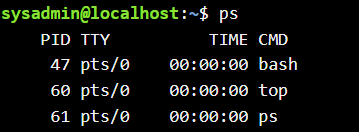 sysadmin@localhost:~$ ps
PID TTY          TIME CMD
47 pts/0    00:00:00 bash
60 pts/0    00:00:00 top
61 pts/0    00:00:00 ps